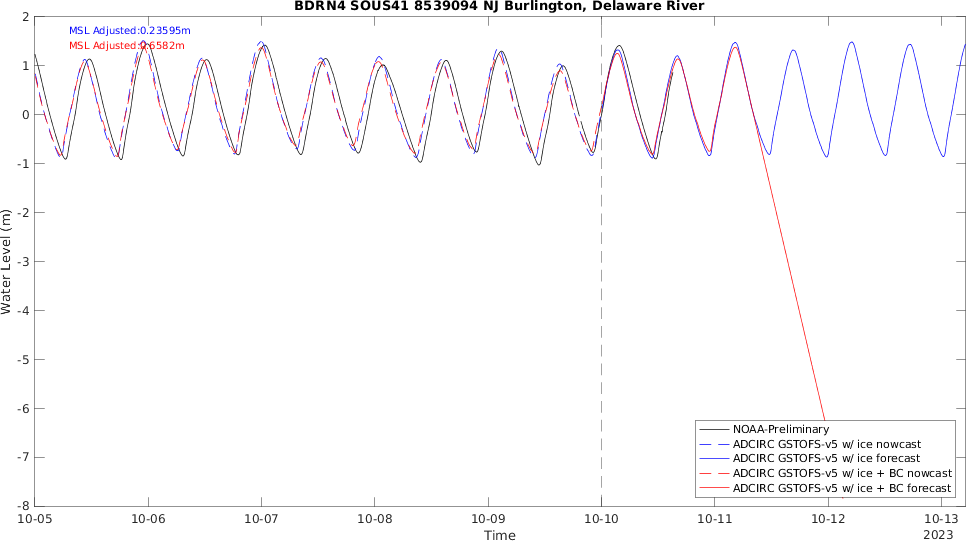 BDRN4 SOUS41 8539094 NJ Burlington, Delaware River
MSL Adjusted:0.23595m
MSL Adjusted:0.6582m
2
1
0
-1
-2
-3
-4
-5
-6
-7
-8
Water Level (m)
NOAA-Preliminary
ADCIRC GSTOFS-v5 w/ ice nowcast
ADCIRC GSTOFS-v5 w/ ice forecast
ADCIRC GSTOFS-v5 w/ice + BC nowcast
ADCIRC GSTOFS-v5 w/ice + BC forecast
10-05 10-06 10-07 10-08 10-09 10-10 10-11 10-12 10-13
Time 2023